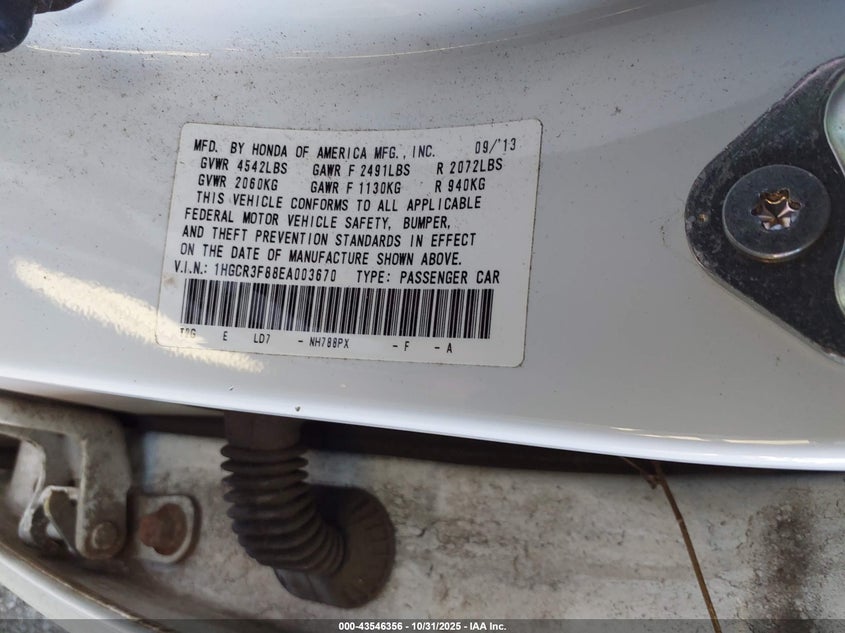 MFD. BY HONDA OF AMERICA MFG., INC. 09/'13
GVWR 4542LBS GAWR F 2491LBS R 2072LBS
GVWR 2060KG GAWR F 1130KG R 940KG
THIS VEHICLE CONFORMS TO ALL APPLICABLE
FEDERAL MOTOR VEHICLE SAFETY, BUMPER,
AND THEFT PREVENTION STANDARDS IN EFFECT
ON THE DATE OF MANUFACTURE SHOWN ABOVE.
V.I.N.: 1HGCR3F88EA003670 TYPE: PASSENGER CAR
T2G E LD7 - NH788PX - F - A
000-43546356 - 10/31/2025 - IAA Inc.